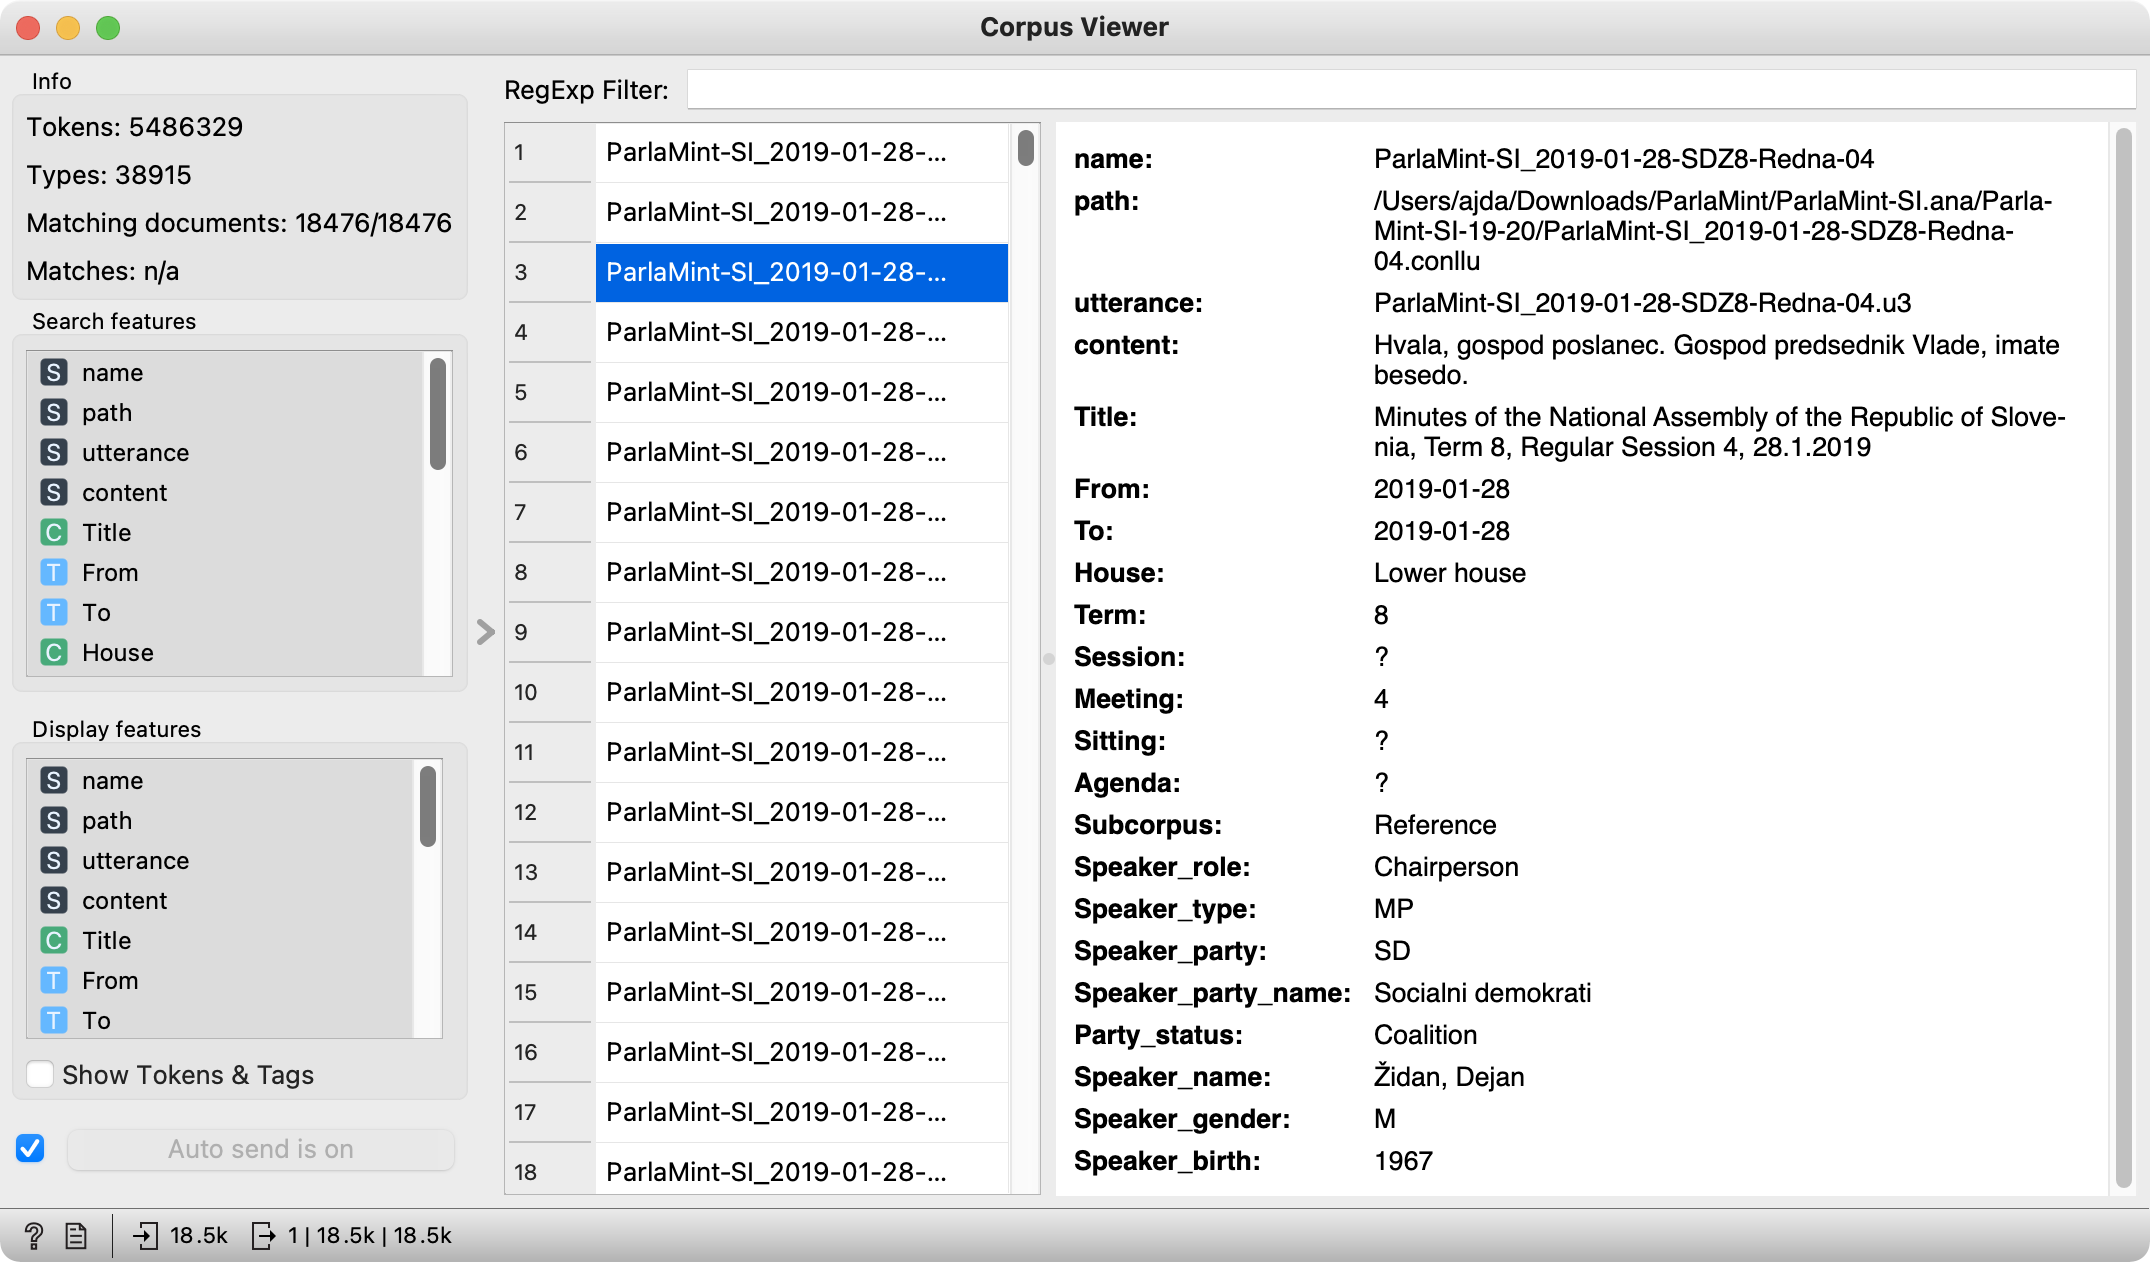 Corpus Viewer
Info
Tokens: 5486329
Types: 38915
Matching documents: 18476/18476
Matches: n/a
Search features
S name
S path
S utterance
S content
C Title
T From
T To
C House
Display features
S name
S path
S utterance
S content
C Title
T From
T To
Show Tokens & Tags
Auto send is on
RegExp Filter:
1 ParlaMint-SI_2019-01-28-...
2 ParlaMint-SI_2019-01-28-...
3 ParlaMint-SI_2019-01-28-...
4 ParlaMint-SI_2019-01-28-...
5 ParlaMint-SI_2019-01-28-...
6 ParlaMint-SI_2019-01-28-...
7 ParlaMint-SI_2019-01-28-...
8 ParlaMint-SI_2019-01-28-...
9 ParlaMint-SI_2019-01-28-...
10 ParlaMint-SI_2019-01-28-...
11 ParlaMint-SI_2019-01-28-...
12 ParlaMint-SI_2019-01-28-...
13 ParlaMint-SI_2019-01-28-...
14 ParlaMint-SI_2019-01-28-...
15 ParlaMint-SI_2019-01-28-...
16 ParlaMint-SI_2019-01-28-...
17 ParlaMint-SI_2019-01-28-...
18 ParlaMint-SI_2019-01-28-...
name: ParlaMint-SI_2019-01-28-SDZ8-Redna-04
path: /Users/ajda/Downloads/ParlaMint/ParlaMint-SI.ana/Parla-
Mint-SI-19-20/ParlaMint-SI_2019-01-28-SDZ8-Redna-
04.conllu
utterance: ParlaMint-SI_2019-01-28-SDZ8-Redna-04.u3
content: Hvala, gospod poslanec. Gospod predsednik Vlade, imate
besedo.
Title: Minutes of the National Assembly of the Republic of Slove-
nia, Term 8, Regular Session 4, 28.1.2019
From: 2019-01-28
To: 2019-01-28
House: Lower house
Term: 8
Session: ?
Meeting: 4
Sitting: ?
Agenda: ?
Subcorpus: Reference
Speaker_role: Chairperson
Speaker_type: MP
Speaker_party: SD
Speaker_party_name: Socialni demokrati
Party_status: Coalition
Speaker_name: Židan, Dejan
Speaker_gender: M
Speaker_birth: 1967
? 18.5k 1 | 18.5k | 18.5k